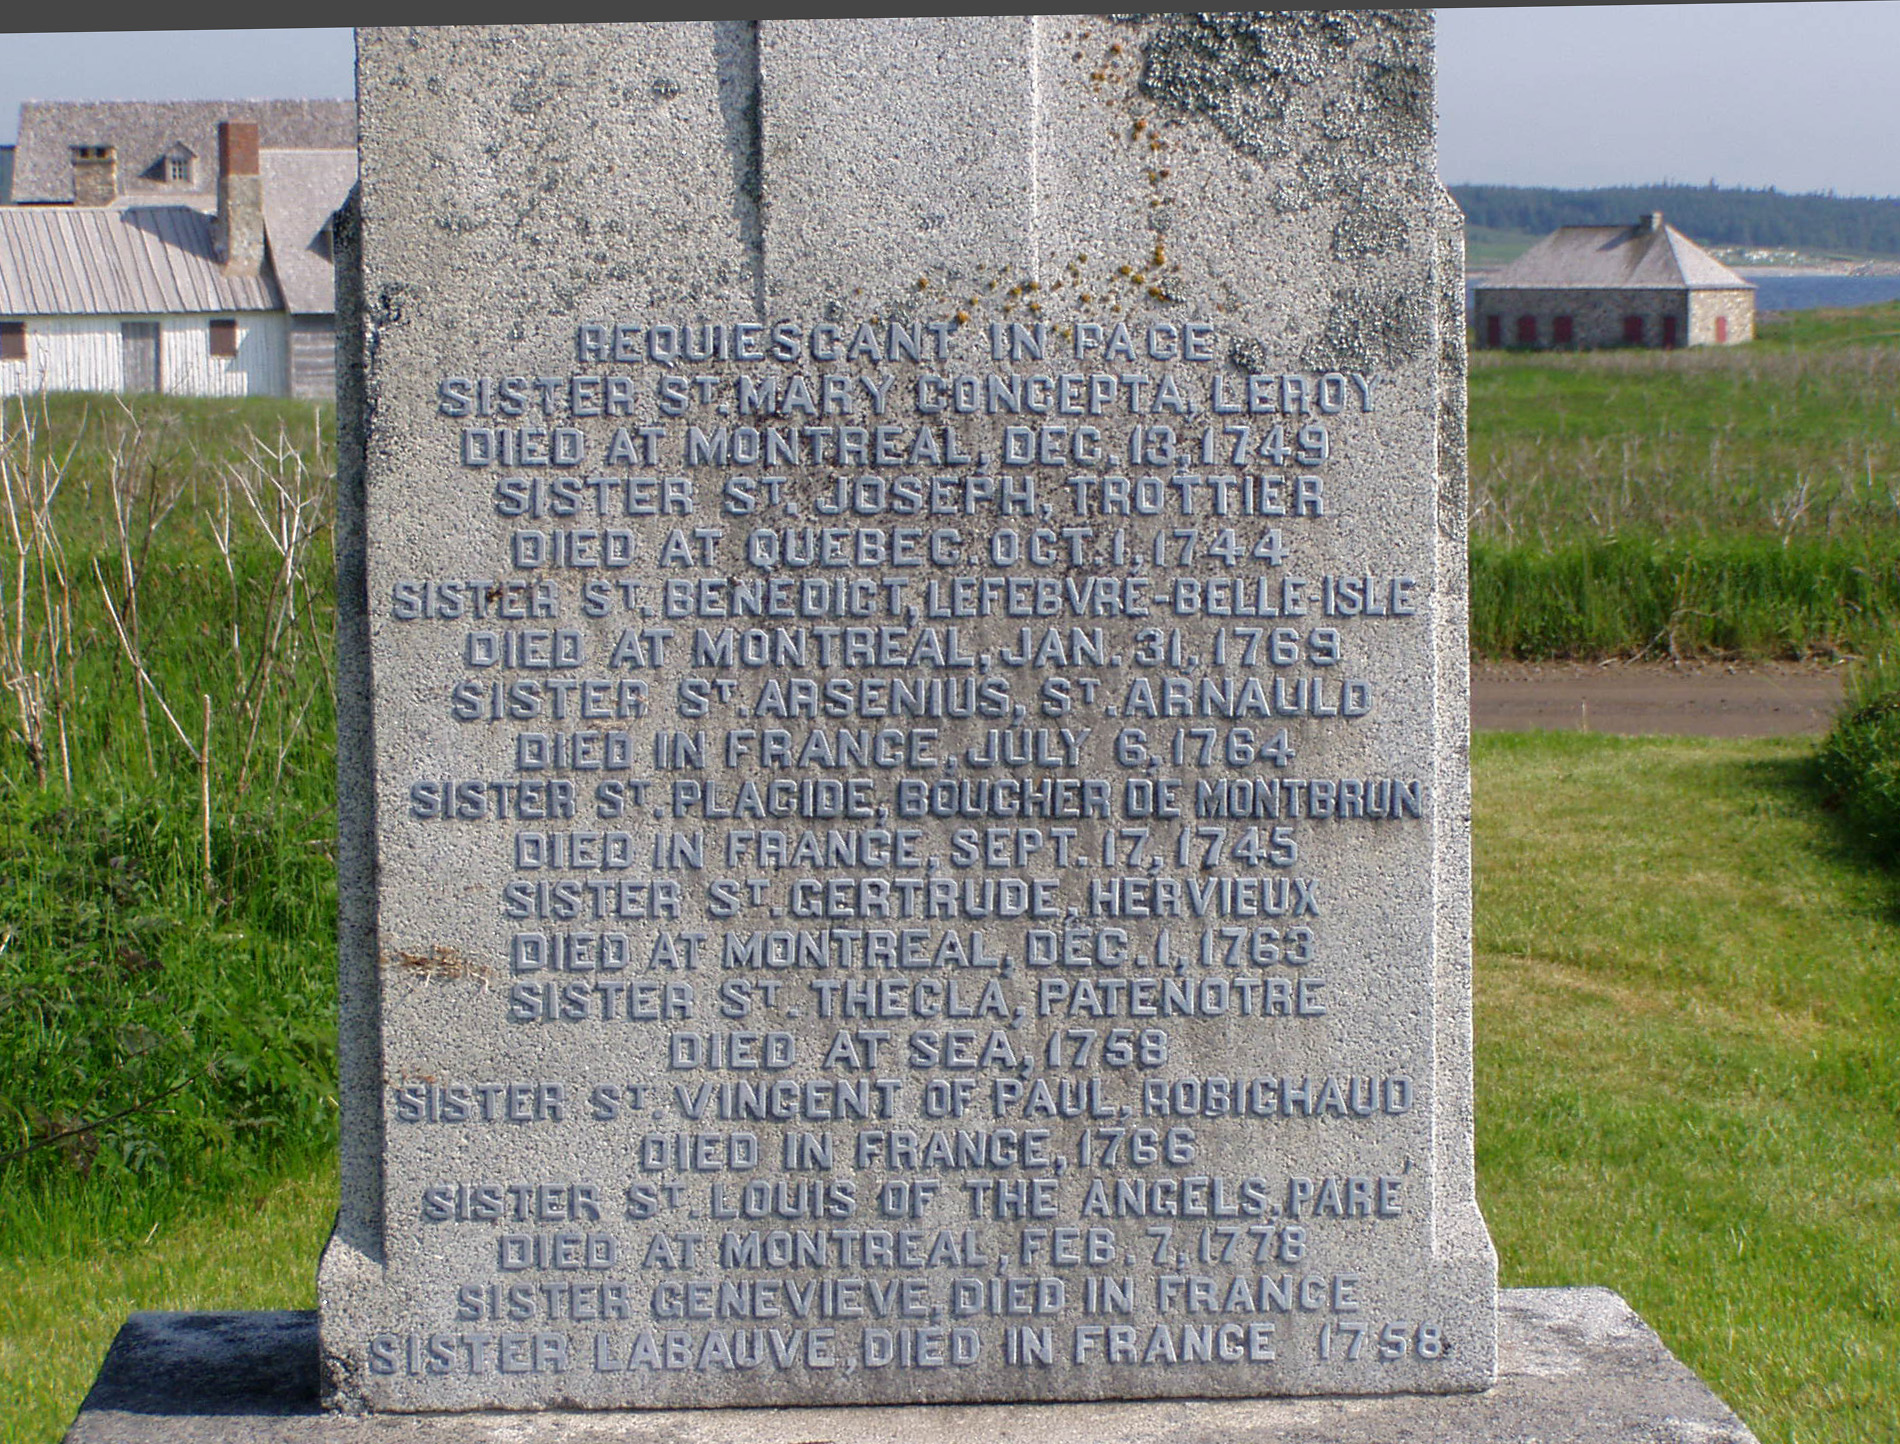 REQUIESCANT IN PACE
SISTER ST. MARY CONCEPTA, LEROY
DIED AT MONTREAL, DEC. 13, 1749
SISTER ST. JOSEPH, TROTTIER
DIED AT QUEBEC. OCT. 1, 1744
SISTER ST. BENEDICT, LEFEBVRE-BELLE-ISLE
DIED AT MONTREAL, JAN. 31, 1769
SISTER ST. ARSENIUS, ST. ARNAULD
DIED IN FRANCE, JULY 6, 1764
SISTER ST. PLACIDE, BOUCHER DE MONTBRUN
DIED IN FRANCE, SEPT. 17, 1745
SISTER ST. GERTRUDE, HERVIEUX
DIED AT MONTREAL, DEC. 1, 1763
SISTER ST. THECLA, PATENOTRE
DIED AT SEA, 1758
SISTER ST. VINCENT OF PAUL, ROBICHAUD
DIED IN FRANCE, 1766
SISTER ST. LOUIS OF THE ANGELS. PARÉ
DIED AT MONTREAL, FEB. 7, 1778
SISTER GENEVIEVE, DIED IN FRANCE
SISTER LABAUVE, DIED IN FRANCE 1758.